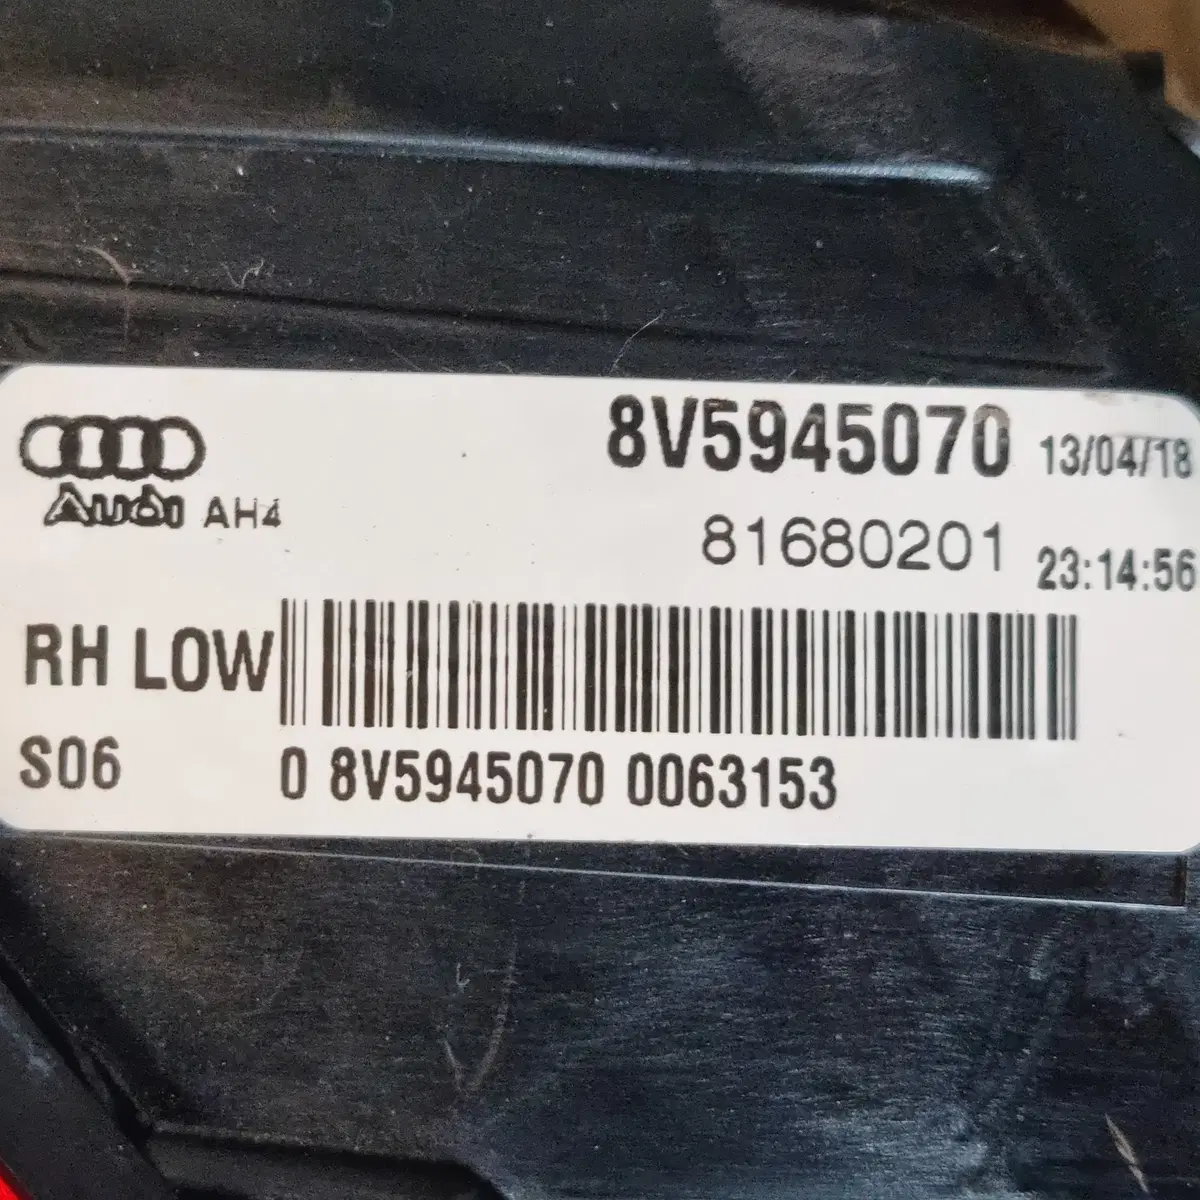 8V5945070 13/04/18
Audi AH4
81680201 23:14:56
RH LOW
S06 0 8V5945070 0063153